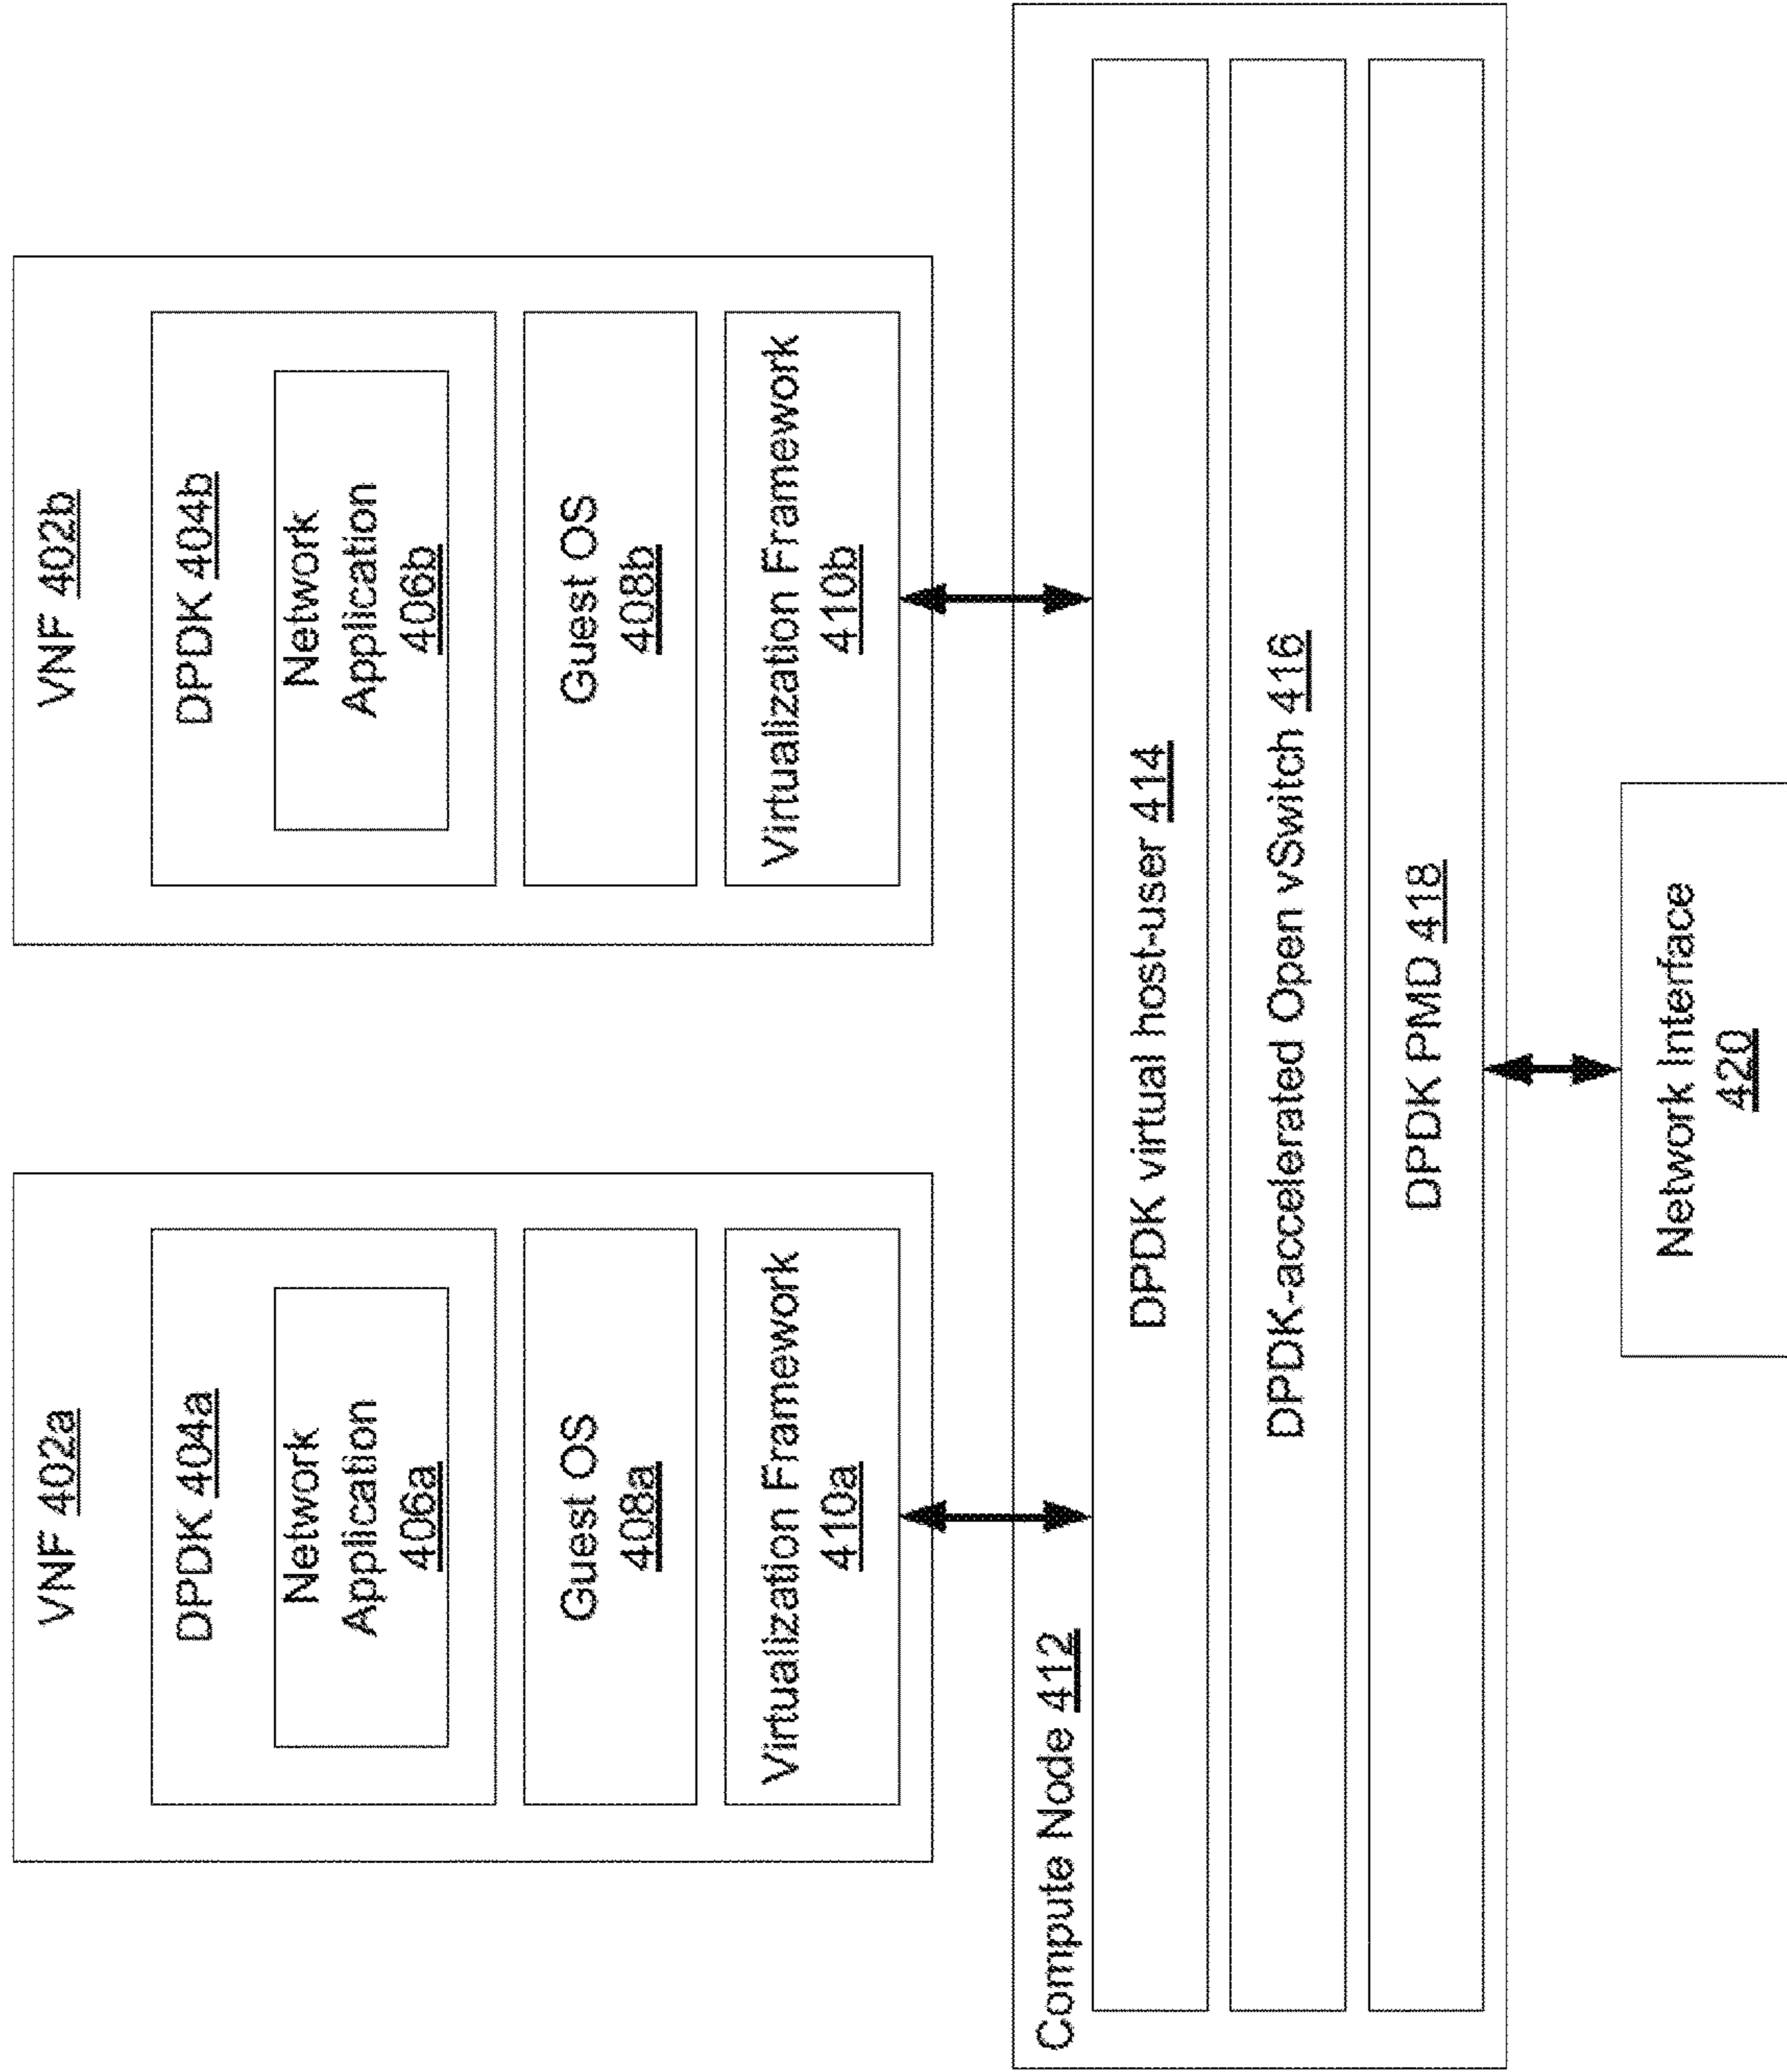 VNF 402a
DPDK 404a
Network
Application
406a
Guest OS
408a
Virtualization Framework
410a
VNF 402b
DPDK 404b
Network
Application
406b
Guest OS
408b
Virtualization Framework
410b
Compute Node 412
DPDK virtual host-user 414
DPDK-accelerated Open vSwitch 416
DPDK PMD 418
Network Interface
420